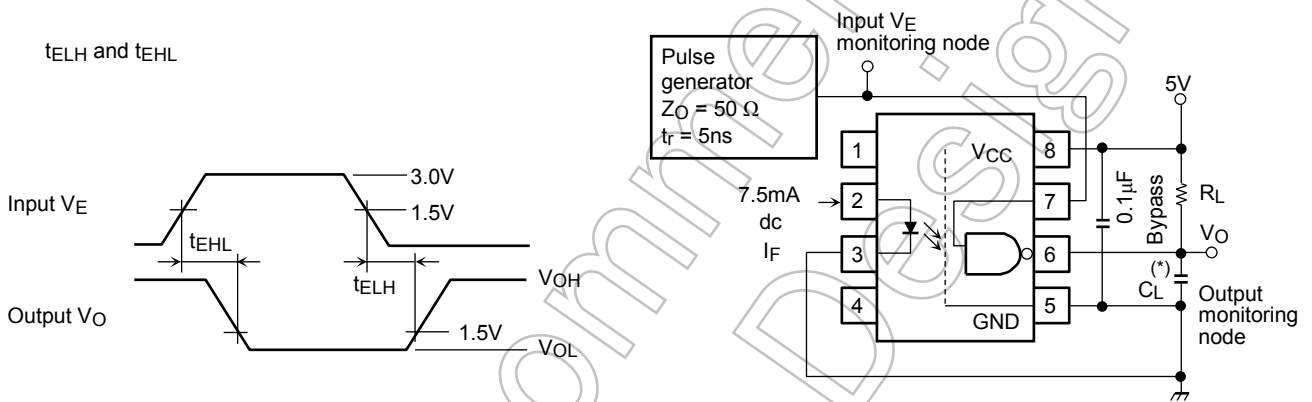 tELH and tEHL
Input VE
3.0V
1.5V
tEHL
tELH
Output VO
VOH
1.5V
VOL
Pulse
generator
ZO = 50 Ω
tr = 5ns
Input VE
monitoring node
5V
1
2
3
4
VCC
GND
8
7
6
5
7.5mA
dc
IF
0.1μF
Bypass
RL
VO
(*)
CL
Output
monitoring
node